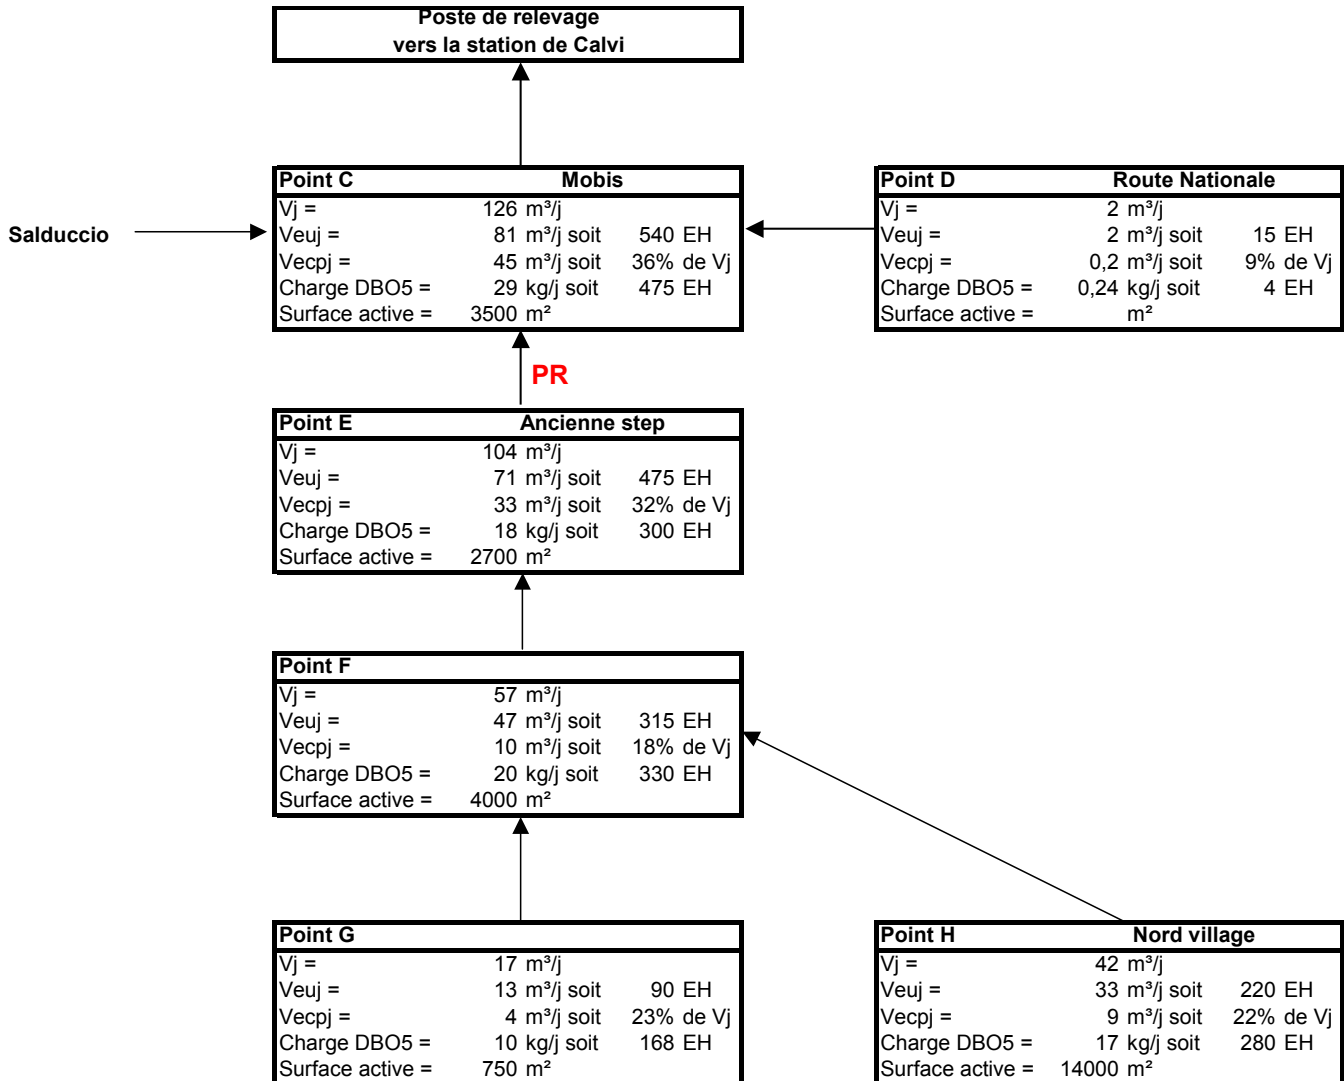 Poste de relevage
vers la station de Calvi
Point C Mobis
Vj = 126 m³/j
Veuj = 81 m³/j soit 540 EH
Vecpj = 45 m³/j soit 36% de Vj
Charge DBO5 = 29 kg/j soit 475 EH
Surface active = 3500 m²
Point D Route Nationale
Vj = 2 m³/j
Veuj = 2 m³/j soit 15 EH
Vecpj = 0,2 m³/j soit 9% de Vj
Charge DBO5 = 0,24 kg/j soit 4 EH
Surface active = m²
Salduccio
PR
Point E Ancienne step
Vj = 104 m³/j
Veuj = 71 m³/j soit 475 EH
Vecpj = 33 m³/j soit 32% de Vj
Charge DBO5 = 18 kg/j soit 300 EH
Surface active = 2700 m²
Point F
Vj = 57 m³/j
Veuj = 47 m³/j soit 315 EH
Vecpj = 10 m³/j soit 18% de Vj
Charge DBO5 = 20 kg/j soit 330 EH
Surface active = 4000 m²
Point G
Vj = 17 m³/j
Veuj = 13 m³/j soit 90 EH
Vecpj = 4 m³/j soit 23% de Vj
Charge DBO5 = 10 kg/j soit 168 EH
Surface active = 750 m²
Point H Nord village
Vj = 42 m³/j
Veuj = 33 m³/j soit 220 EH
Vecpj = 9 m³/j soit 22% de Vj
Charge DBO5 = 17 kg/j soit 280 EH
Surface active = 14000 m²